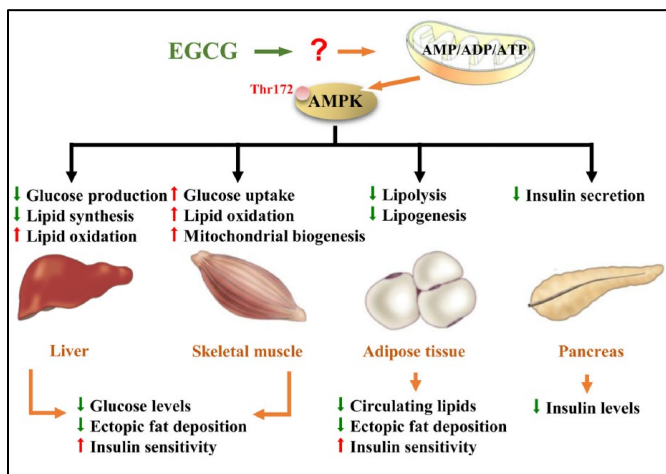 EGCG → ? → AMP/ADP/ATP
Thr172 AMPK
↓ Glucose production
↓ Lipid synthesis
↑ Lipid oxidation
↑ Glucose uptake
↑ Lipid oxidation
↑ Mitochondrial biogenesis
↓ Lipolysis
↓ Lipogenesis
↓ Insulin secretion
Liver
Skeletal muscle
Adipose tissue
Pancreas
↓ Glucose levels
↓ Ectopic fat deposition
↑ Insulin sensitivity
↓ Circulating lipids
↓ Ectopic fat deposition
↑ Insulin sensitivity
↓ Insulin levels